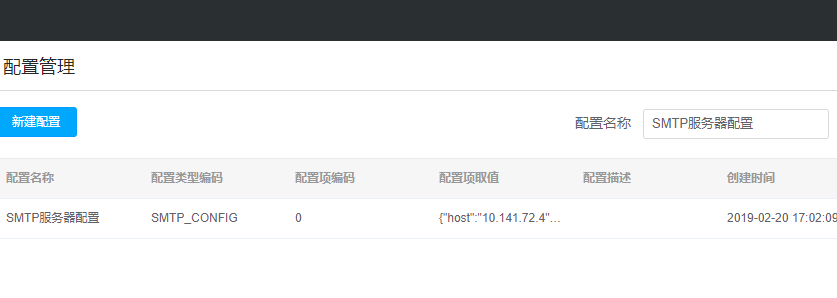 配置管理
新建配置 配置名称 SMTP服务器配置
配置名称 配置类型编码 配置项编码 配置项取值 配置描述 创建时间
SMTP服务器配置 SMTP_CONFIG 0 {"host":"10.141.72.4"... 2019-02-20 17:02:09